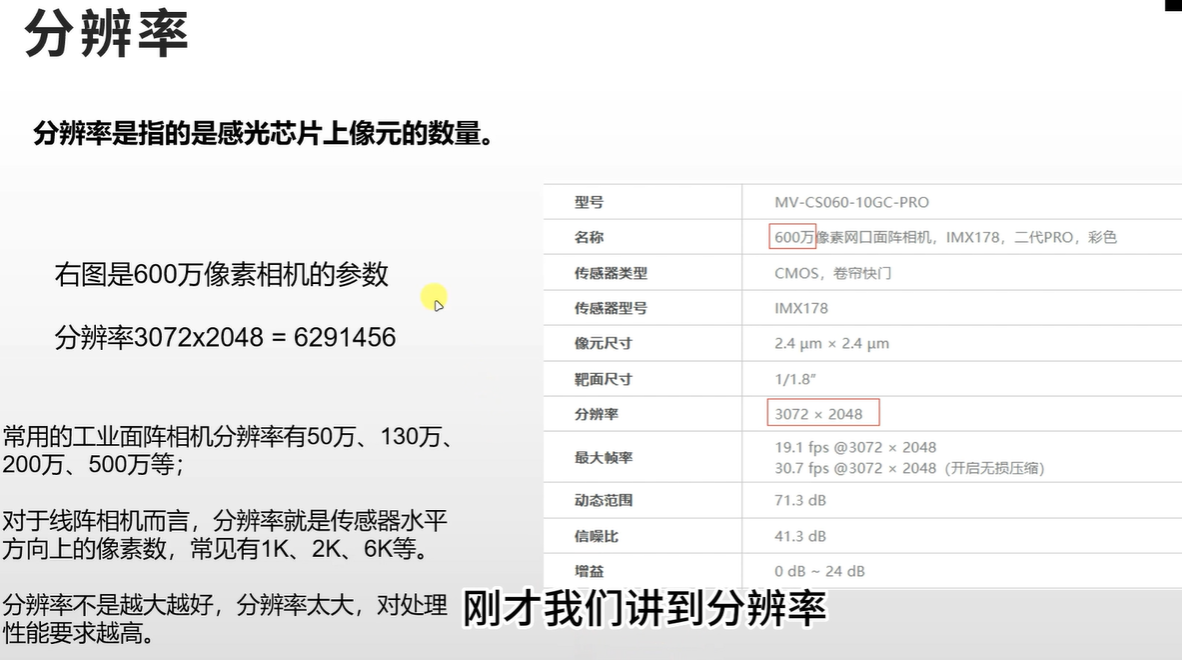 分辨率
分辨率是指的是感光芯片上像元的数量。
右图是600万像素相机的参数
分辨率3072x2048 = 6291456
常用的工业面阵相机分辨率有50万、130万、
200万、500万等；
对于线阵相机而言，分辨率就是传感器水平
方向上的像素数，常见有1K、2K、6K等。
分辨率不是越大越好，分辨率太大，对处理
性能要求越高。
型号 MV-CS060-10GC-PRO
名称 600万像素网口面阵相机，IMX178，二代PRO，彩色
传感器类型 CMOS，卷帘快门
传感器型号 IMX178
像元尺寸 2.4 μm × 2.4 μm
靶面尺寸 1/1.8”
分辨率 3072 × 2048
最大帧率 19.1 fps @3072 × 2048
30.7 fps @3072 × 2048（开启无损压缩）
动态范围 71.3 dB
信噪比 41.3 dB
增益 0 dB ~ 24 dB
刚才我们讲到分辨率